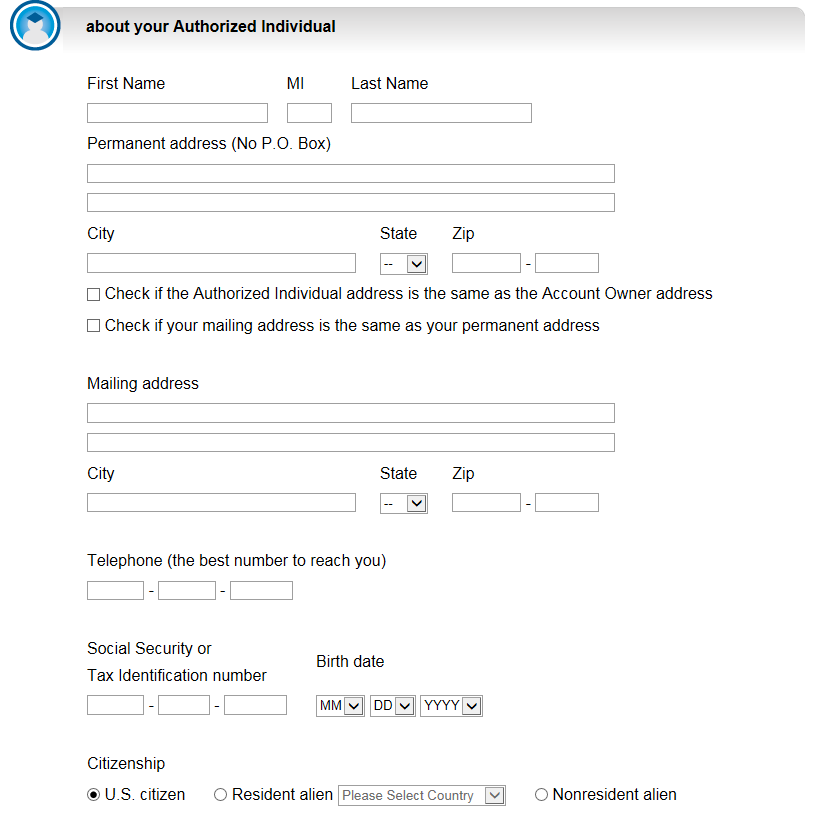 about your Authorized Individual
First Name MI Last Name
Permanent address (No P.O. Box)
City State Zip
-- -
Check if the Authorized Individual address is the same as the Account Owner address
Check if your mailing address is the same as your permanent address
Mailing address
City State Zip
-- -
Telephone (the best number to reach you)
- -
Social Security or
Tax Identification number
Birth date
- - MM DD YYYY
Citizenship
U.S. citizen Resident alien Please Select Country Nonresident alien